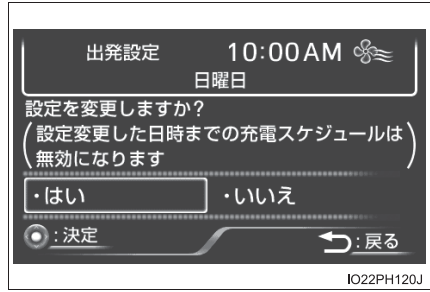 出発設定 10:00AM
日曜日
設定を変更しますか?
(設定変更した日時までの充電スケジュールは
無効になります)
・はい ・いいえ
:決定 :戻る
IO22PH120J